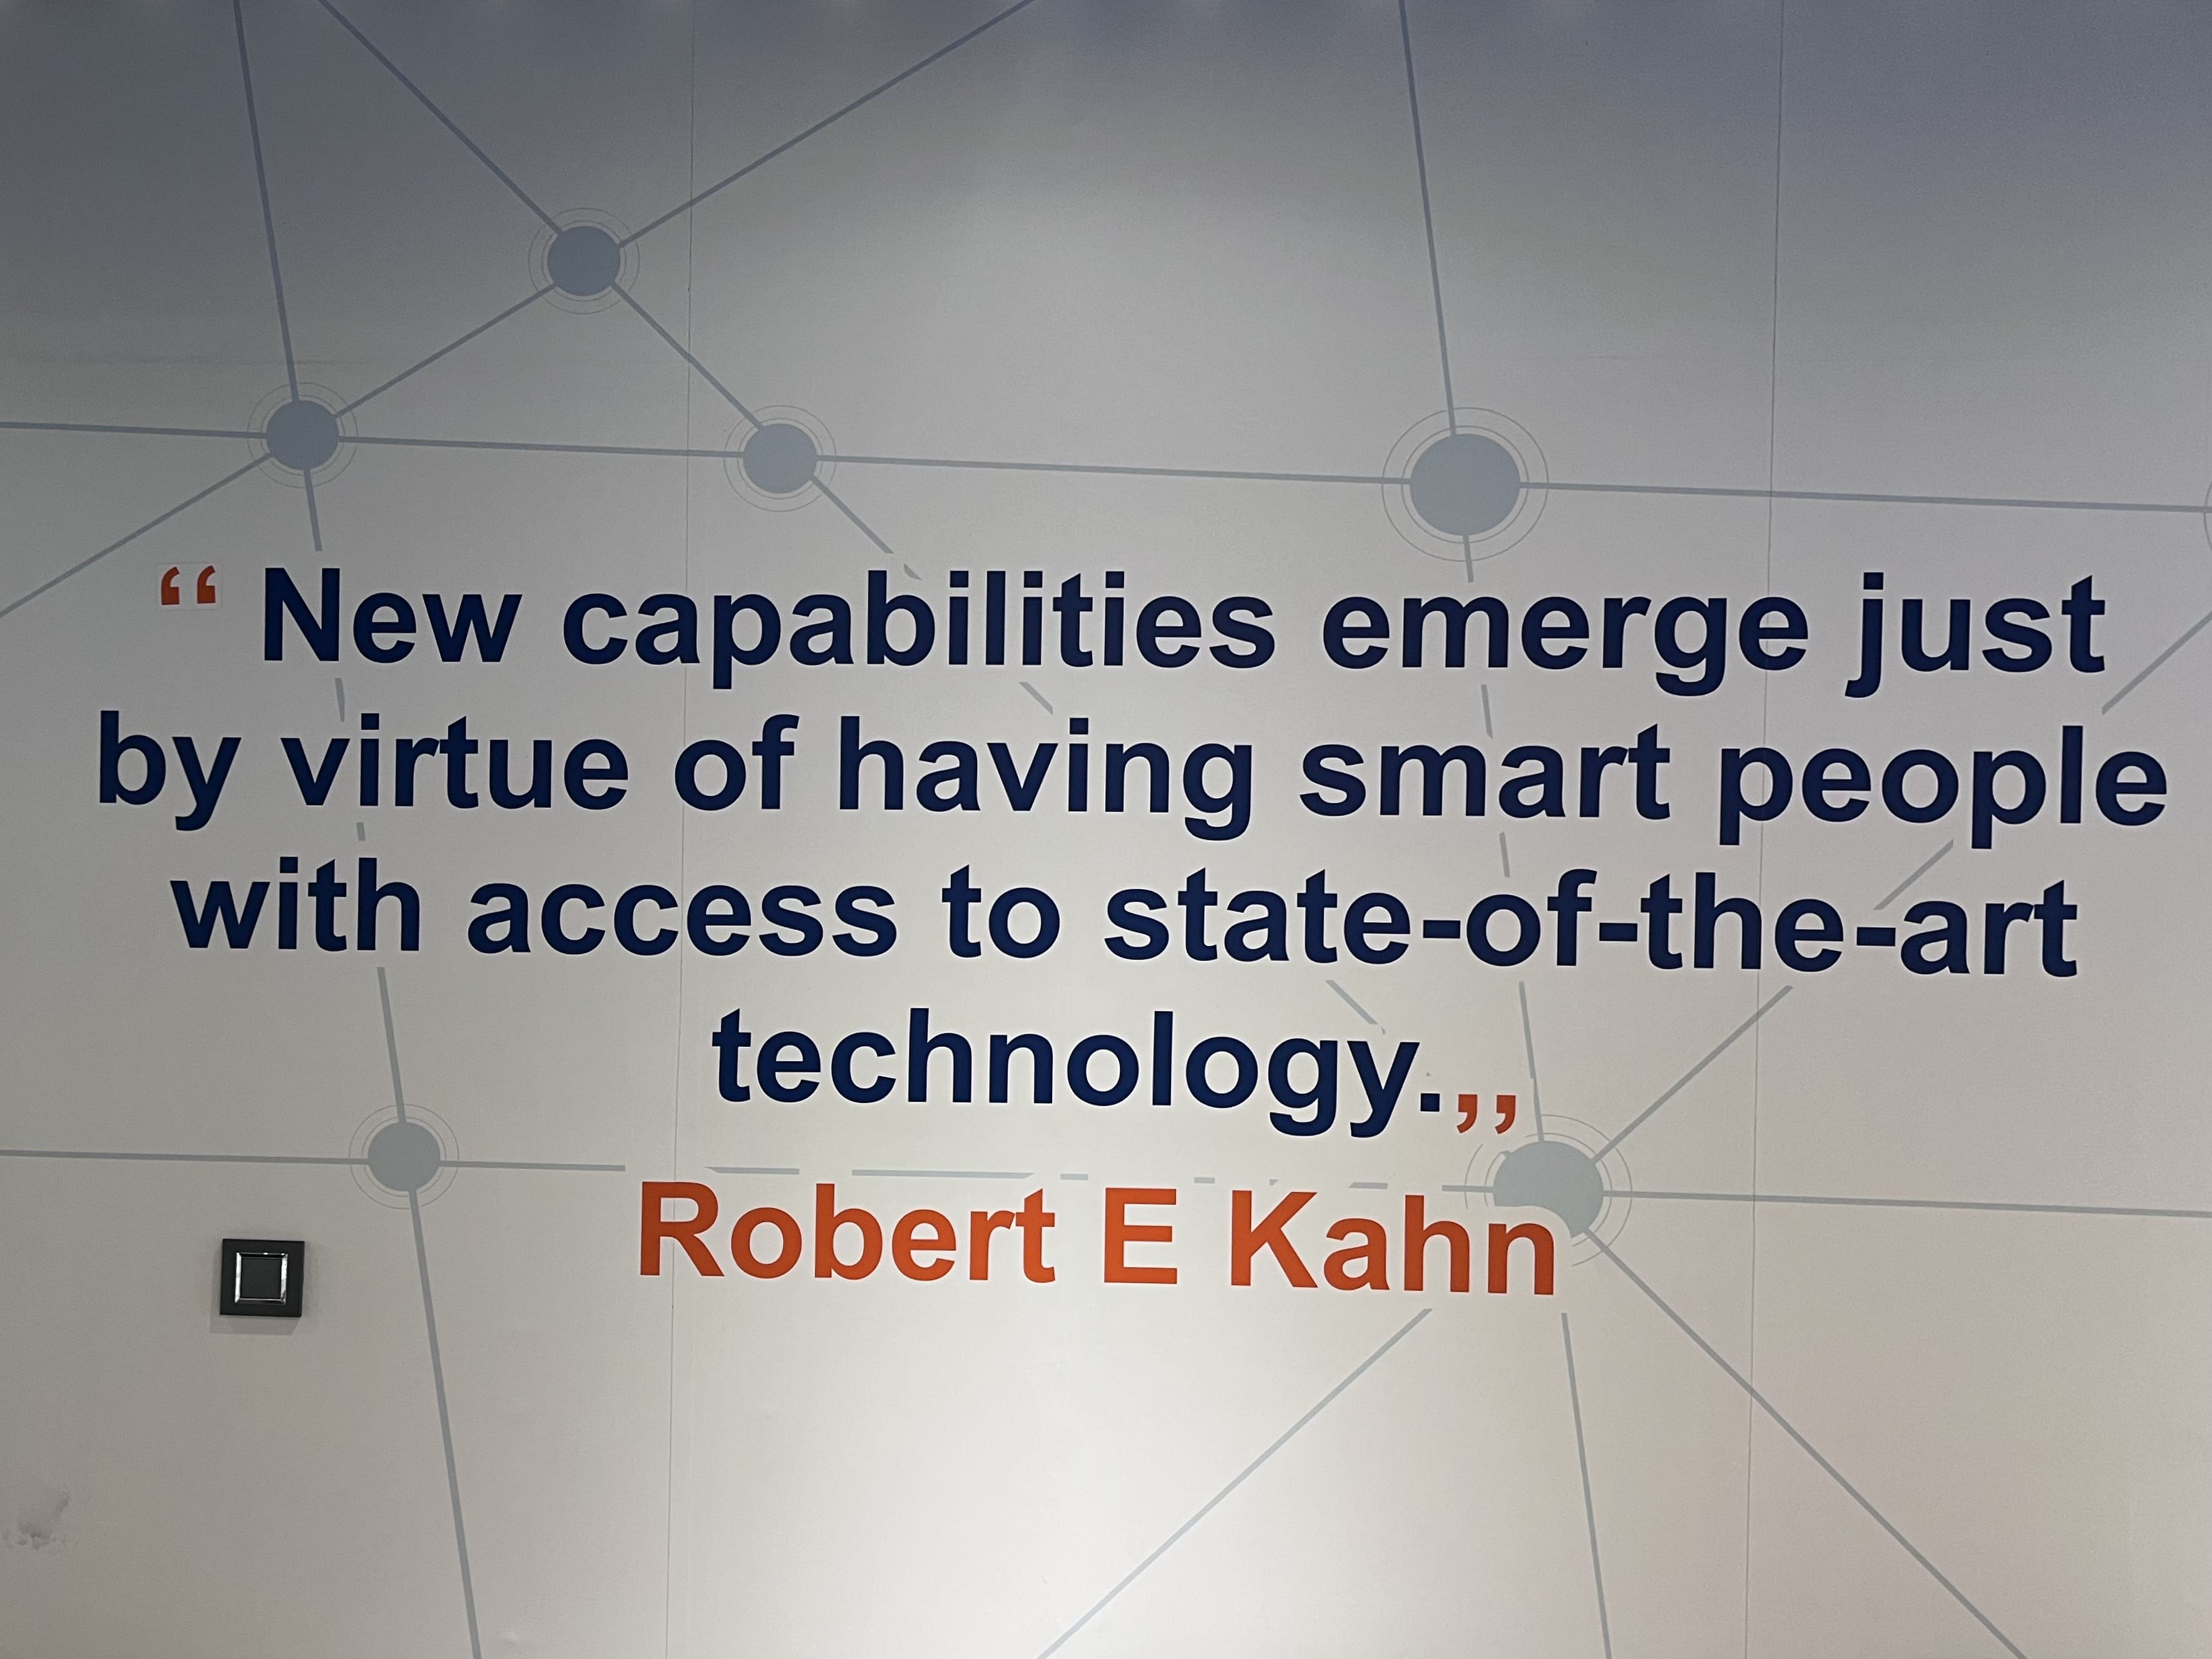 “ New capabilities emerge just
by virtue of having smart people
with access to state-of-the-art
technology.,,
Robert E Kahn